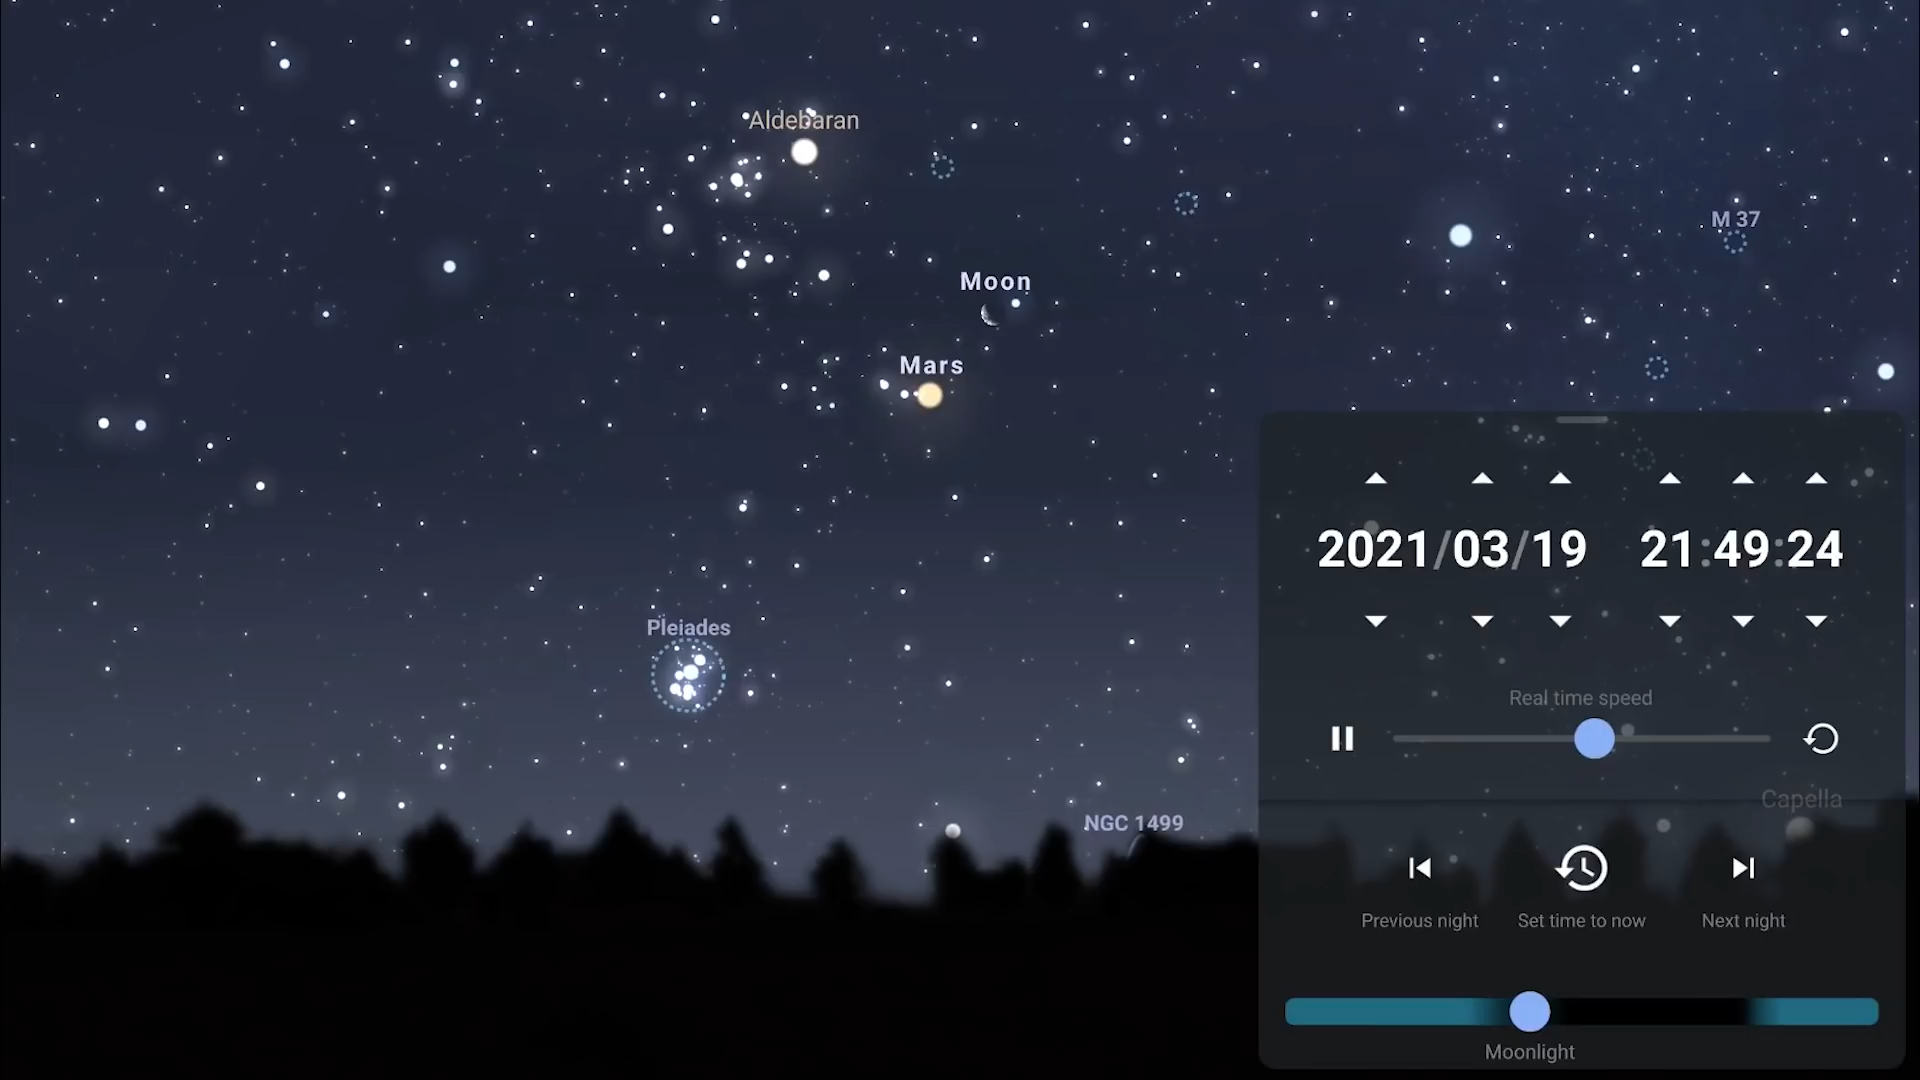 Aldebaran
M 37
Moon
Mars
2021/03/19 21:49:24
Pleiades
Real time speed
Capella
NGC 1499
Previous night
Set time to now
Next night
Moonlight